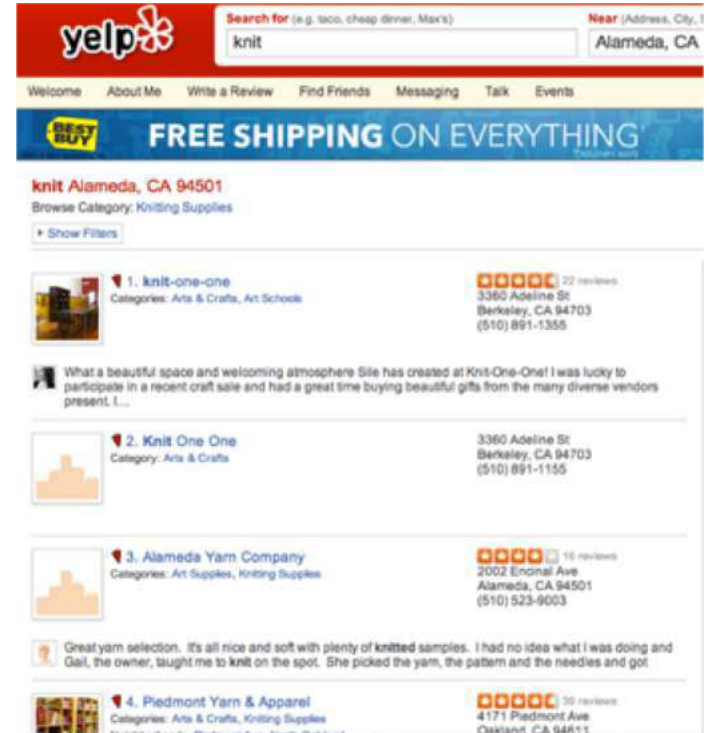 yelp
Search for (e.g. taco, cheap dinner, Max's)
Near (Address, City,
knit
Alameda, CA
Welcome About Me Write a Review Find Friends Messaging Talk Events
BEST BUY
FREE SHIPPING ON EVERYTHING
knit Alameda, CA 94501
Browse Category: Knitting Supplies
Show Filters
1. knit-one-one
22 reviews
Categories: Arts & Crafts, Art Schools
3360 Adeline St
Berkeley, CA 94703
(510) 891-1355
What a beautiful space and welcoming atmosphere Sile has created at Knit-One-One! I was lucky to
participate in a recent craft sale and had a great time buying beautiful gifts from the many diverse vendors
present. I...
2. Knit One One
Category: Arts & Crafts
3360 Adeline St
Berkeley, CA 94703
(510) 891-1155
3. Alameda Yarn Company
16 reviews
Categories: Art Supplies, Knitting Supplies
2002 Encinal Ave
Alameda, CA 94501
(510) 523-9003
Great yarn selection. It's all nice and soft with plenty of knitted samples. I had no idea what I was doing and
Gail, the owner, taught me to knit on the spot. She picked the yarn, the pattern and the needles and got
4. Piedmont Yarn & Apparel
reviews
Categories: Arts & Crafts, Knitting Supplies
4171 Piedmont Ave
Oakland, CA 94611